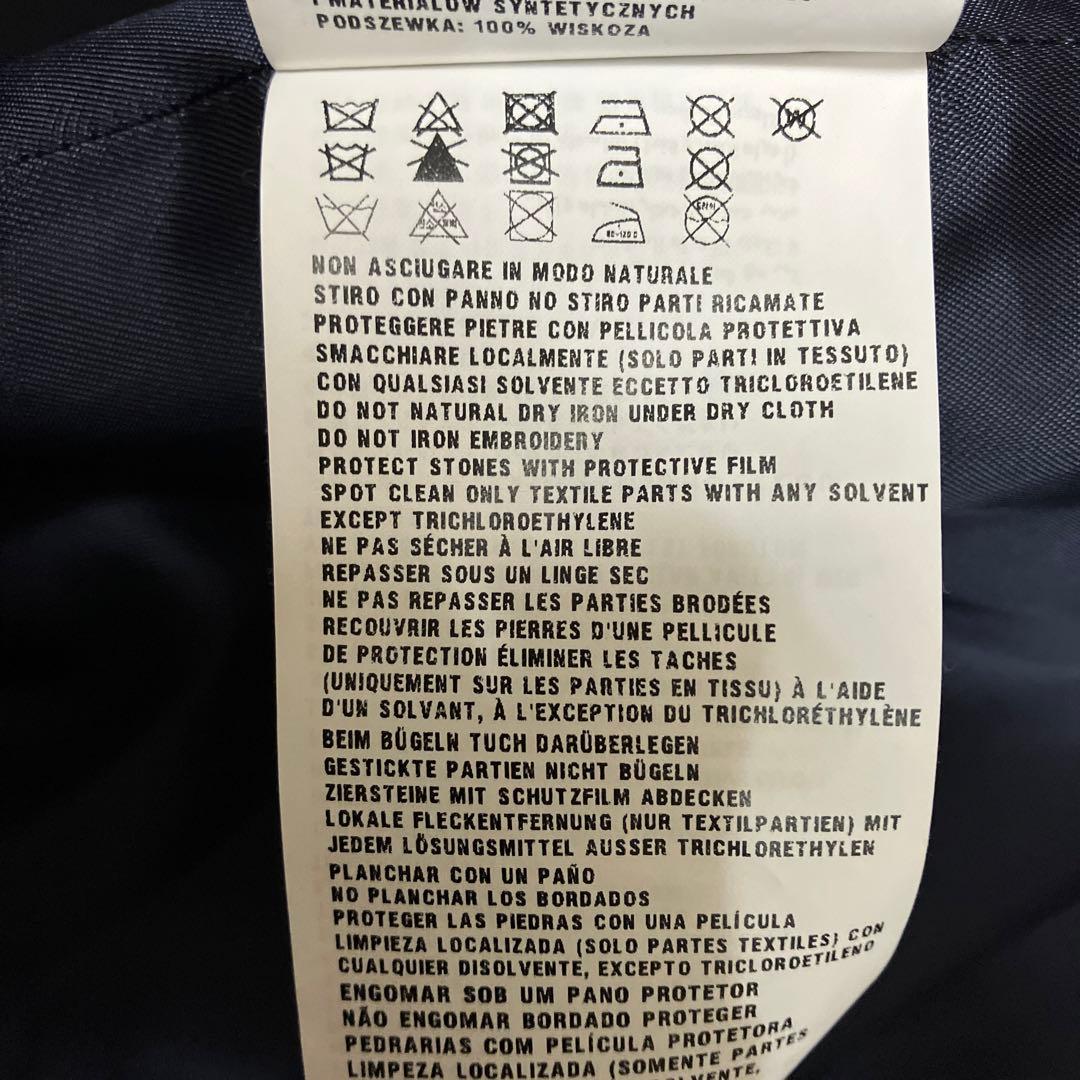 I MATERIAŁÓW SYNTETYCZNYCH
PODSZEWKA: 100% WISKOZA
W
80-120℃
NON ASCIUGARE IN MODO NATURALE
STIRO CON PANNO NO STIRO PARTI RICAMATE
PROTEGGERE PIETRE CON PELLICOLA PROTETTIVA
SMACCHIARE LOCALMENTE (SOLO PARTI IN TESSUTO)
CON QUALSIASI SOLVENTE ECCETTO TRICLOROETILENE
DO NOT NATURAL DRY IRON UNDER DRY CLOTH
DO NOT IRON EMBROIDERY
PROTECT STONES WITH PROTECTIVE FILM
SPOT CLEAN ONLY TEXTILE PARTS WITH ANY SOLVENT
EXCEPT TRICHLOROETHYLENE
NE PAS SÉCHER À L'AIR LIBRE
REPASSER SOUS UN LINGE SEC
NE PAS REPASSER LES PARTIES BRODÉES
RECOUVRIR LES PIERRES D'UNE PELLICULE
DE PROTECTION ÉLIMINER LES TACHES
(UNIQUEMENT SUR LES PARTIES EN TISSU) À L'AIDE
D'UN SOLVANT, À L'EXCEPTION DU TRICHLORÉTHYLÈNE
BEIM BÜGELN TUCH DARÜBERLEGEN
GESTICKTE PARTIEN NICHT BÜGELN
ZIERSTEINE MIT SCHUTZFILM ABDECKEN
LOKALE FLECKENTFERNUNG (NUR TEXTILPARTIEN) MIT
JEDEM LÖSUNGSMITTEL AUSSER TRICHLORETHYLEN
PLANCHAR CON UN PAÑO
NO PLANCHAR LOS BORDADOS
PROTEGER LAS PIEDRAS CON UNA PELÍCULA
LIMPIEZA LOCALIZADA (SOLO PARTES TEXTILES) CON
CUALQUIER DISOLVENTE, EXCEPTO TRICLOROETILENO
ENGOMAR SOB UM PANO PROTETOR
NÃO ENGOMAR BORDADO PROTEGER
PEDRARIAS COM PELÍCULA PROTETORA
LIMPEZA LOCALIZADA (SOMENTE PARTES